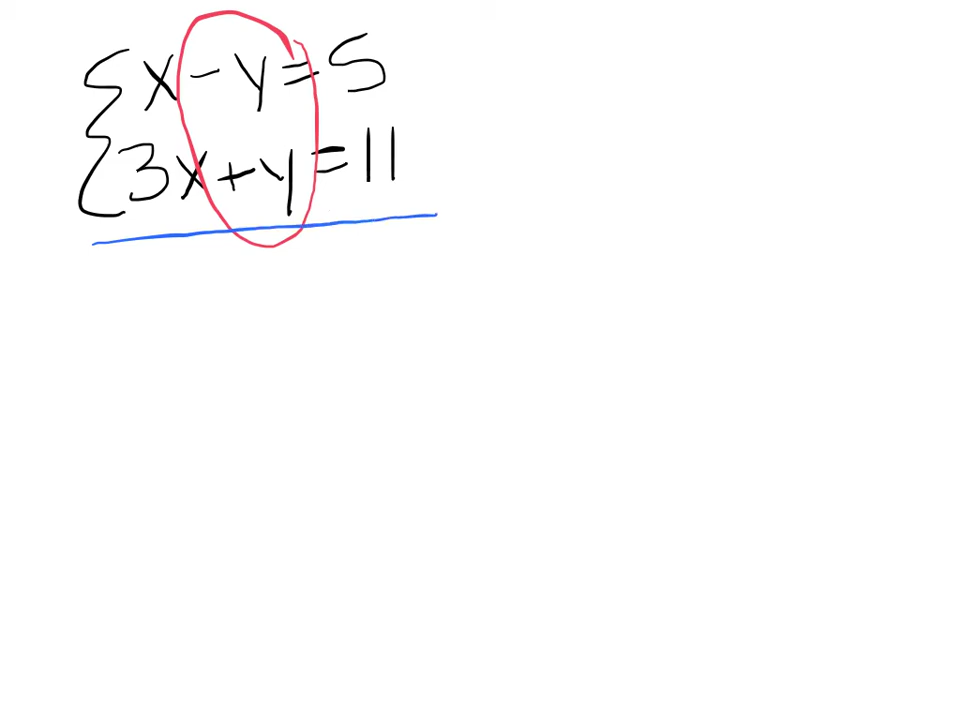 x - y = 5
3x + y = 11